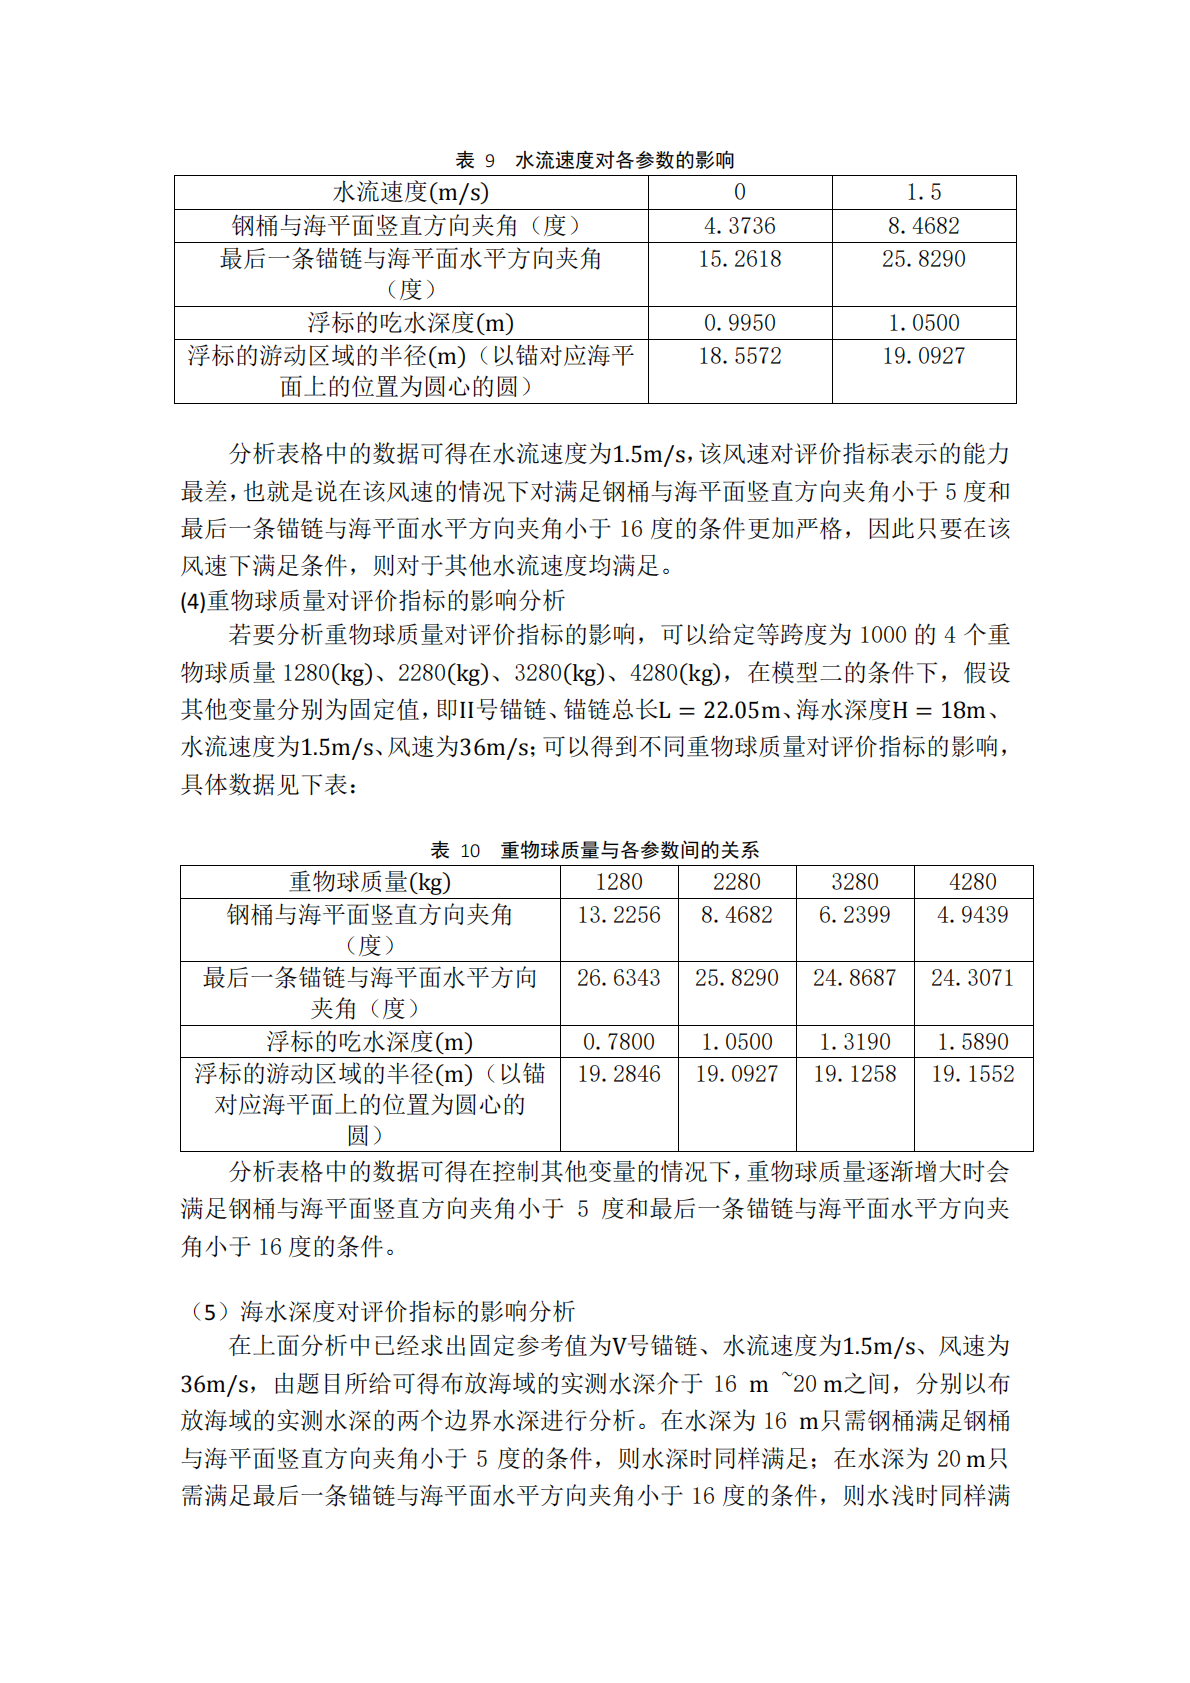 表 9 水流速度对各参数的影响
水流速度(m/s) 0 1.5
钢桶与海平面竖直方向夹角（度） 4.3736 8.4682
最后一条锚链与海平面水平方向夹角 15.2618 25.8290
（度）
浮标的吃水深度(m) 0.9950 1.0500
浮标的游动区域的半径(m)（以锚对应海平 18.5572 19.0927
面上的位置为圆心的圆）
分析表格中的数据可得在水流速度为1.5m/s，该风速对评价指标表示的能力
最差，也就是说在该风速的情况下对满足钢桶与海平面竖直方向夹角小于 5 度和
最后一条锚链与海平面水平方向夹角小于 16 度的条件更加严格，因此只要在该
风速下满足条件，则对于其他水流速度均满足。
(4)重物球质量对评价指标的影响分析
若要分析重物球质量对评价指标的影响，可以给定等跨度为 1000 的 4 个重
物球质量 1280(kg)、2280(kg)、3280(kg)、4280(kg)，在模型二的条件下，假设
其他变量分别为固定值，即II号锚链、锚链总长L = 22.05m、海水深度H = 18m、
水流速度为1.5m/s、风速为36m/s；可以得到不同重物球质量对评价指标的影响，
具体数据见下表：
表 10 重物球质量与各参数间的关系
重物球质量(kg) 1280 2280 3280 4280
钢桶与海平面竖直方向夹角 13.2256 8.4682 6.2399 4.9439
（度）
最后一条锚链与海平面水平方向 26.6343 25.8290 24.8687 24.3071
夹角（度）
浮标的吃水深度(m) 0.7800 1.0500 1.3190 1.5890
浮标的游动区域的半径(m)（以锚 19.2846 19.0927 19.1258 19.1552
对应海平面上的位置为圆心的
圆）
分析表格中的数据可得在控制其他变量的情况下，重物球质量逐渐增大时会
满足钢桶与海平面竖直方向夹角小于 5 度和最后一条锚链与海平面水平方向夹
角小于 16 度的条件。
（5）海水深度对评价指标的影响分析
在上面分析中已经求出固定参考值为V号锚链、水流速度为1.5m/s、风速为
36m/s，由题目所给可得布放海域的实测水深介于 16 m ~20 m之间，分别以布
放海域的实测水深的两个边界水深进行分析。在水深为 16 m只需钢桶满足钢桶
与海平面竖直方向夹角小于 5 度的条件，则水深时同样满足；在水深为 20 m只
需满足最后一条锚链与海平面水平方向夹角小于 16 度的条件，则水浅时同样满